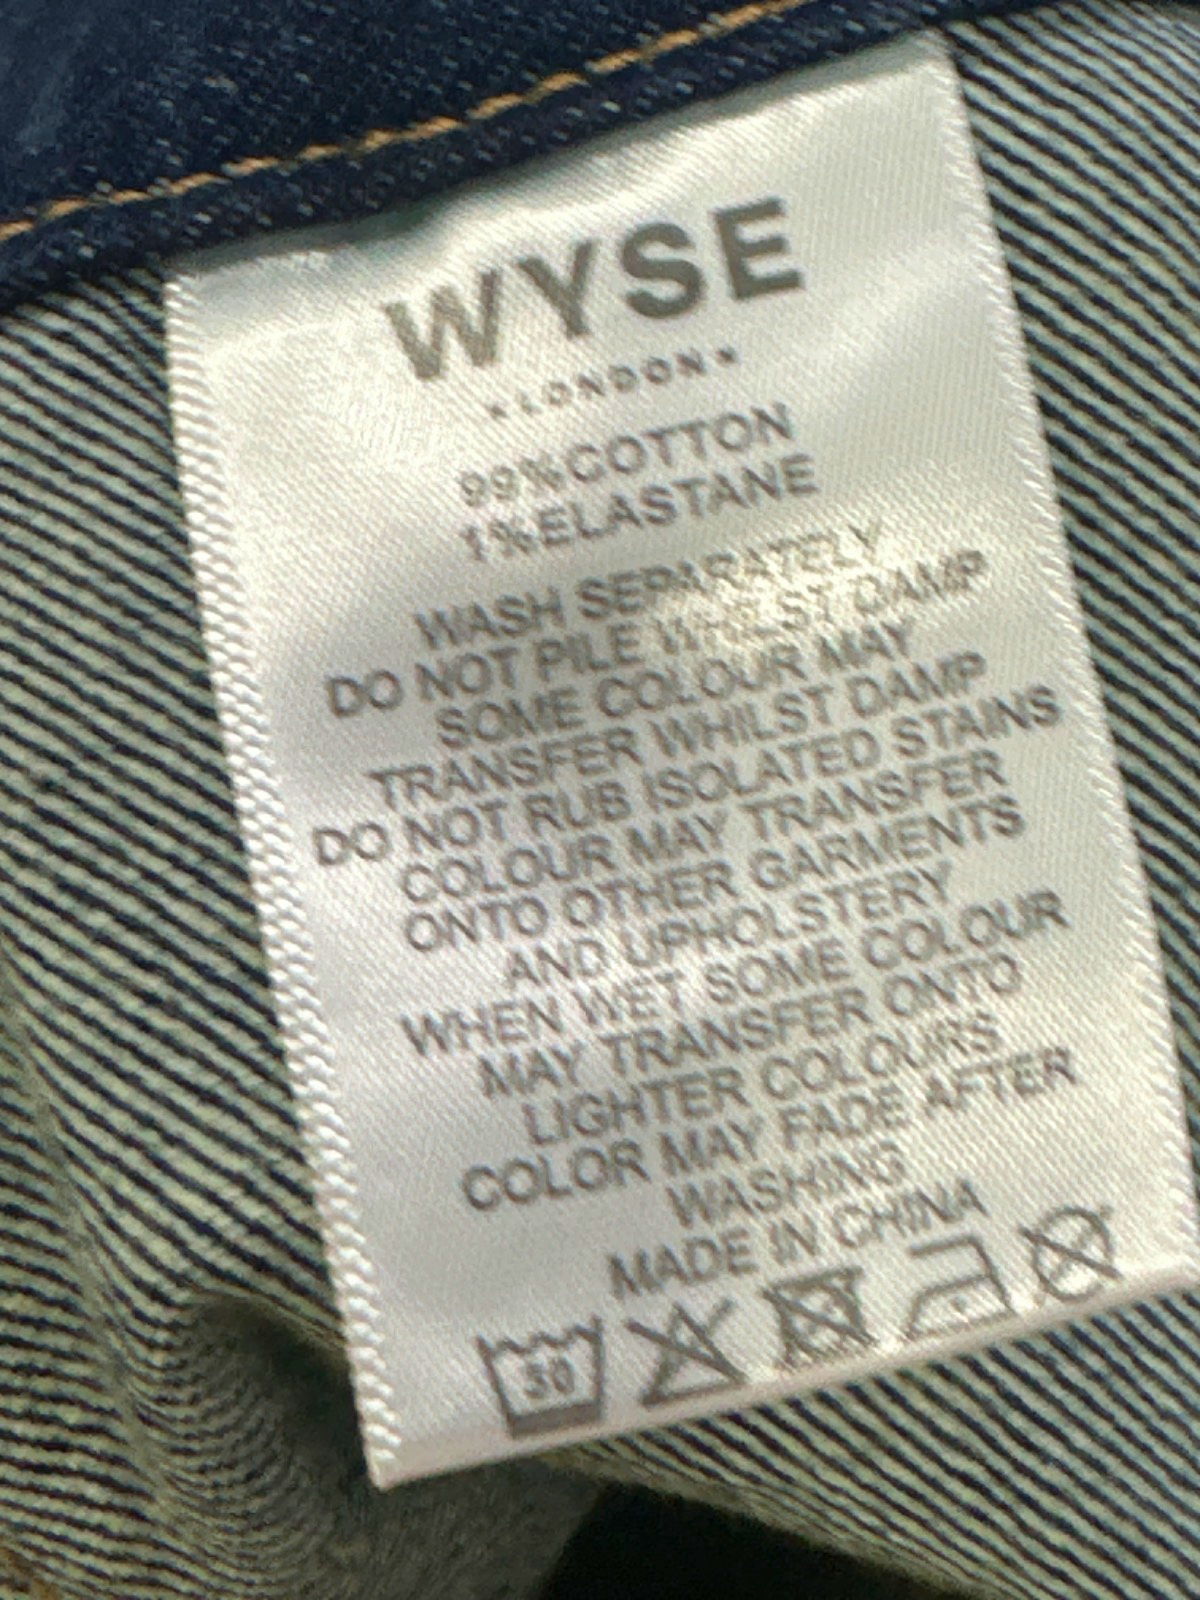 WYSE
★LONDON★
99%COTTON
1%ELASTANE
WASH SEPARATELY
DO NOT PILE WHILST DAMP
SOME COLOUR MAY
TRANSFER WHILST DAMP
DO NOT RUB ISOLATED STAINS
COLOUR MAY TRANSFER
ONTO OTHER GARMENTS
AND UPHOLSTERY
WHEN WET SOME COLOUR
MAY TRANSFER ONTO
LIGHTER COLOURS
COLOR MAY FADE AFTER
WASHING
MADE IN CHINA
30